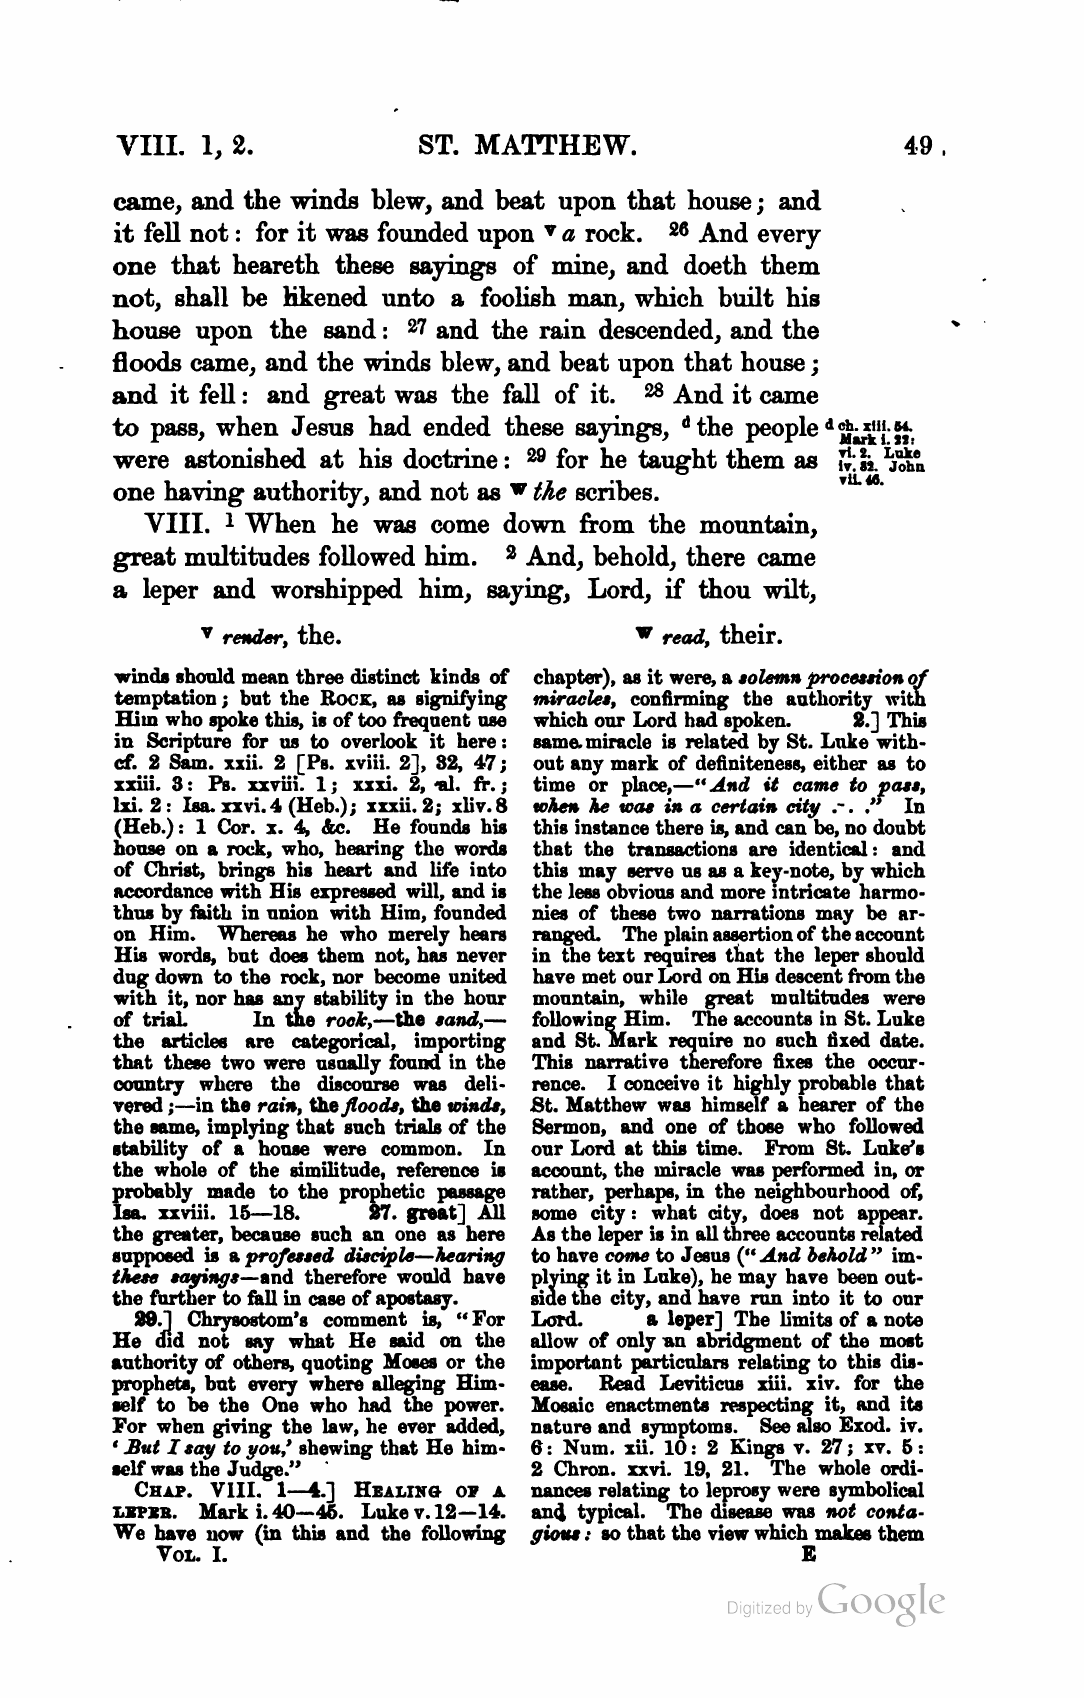 VIII. 1, 2. ST. MATTHEW. 49
came, and the winds blew, and beat upon that house; and
it fell not: for it was founded upon v a rock. 26 And every
one that heareth these sayings of mine, and doeth them
not, shall be likened unto a foolish man, which built his
house upon the sand: 27 and the rain descended, and the
floods came, and the winds blew, and beat upon that house;
and it fell: and great was the fall of it. 28 And it came
to pass, when Jesus had ended these sayings, d the people
were astonished at his doctrine: 29 for he taught them as
one having authority, and not as w the scribes.
d ch. xiii. 54.
Mark i. 22:
vi. 2. Luke
iv. 32. John
vii. 46.
VIII. 1 When he was come down from the mountain,
great multitudes followed him. 2 And, behold, there came
a leper and worshipped him, saying, Lord, if thou wilt,
v render, the. w read, their.
winds should mean three distinct kinds of
temptation; but the ROCK, as signifying
Him who spoke this, is of too frequent use
in Scripture for us to overlook it here:
cf. 2 Sam. xxii. 2 [Ps. xviii. 2], 32, 47;
xxiii. 3: Ps. xxviii. 1; xxxi. 2, al. fr.;
lxi. 2: Isa. xxvi. 4 (Heb.); xxxii. 2; xliv. 8
(Heb.): 1 Cor. x. 4, &c. He founds his
house on a rock, who, hearing the words
of Christ, brings his heart and life into
accordance with His expressed will, and is
thus by faith in union with Him, founded
on Him. Whereas he who merely hears
His words, but does them not, has never
dug down to the rock, nor become united
with it, nor has any stability in the hour
of trial. In the rock,—the sand,—
the articles are categorical, importing
that these two were usually found in the
country where the discourse was deli-
vered;—in the rain, the floods, the winds,
the same, implying that such trials of the
stability of a house were common. In
the whole of the similitude, reference is
probably made to the prophetic passage
Isa. xxviii. 15—18. 27. great] All
the greater, because such an one as here
supposed is a professed disciple—hearing
these sayings—and therefore would have
the further to fall in case of apostasy.
29.] Chrysostom's comment is, “For
He did not say what He said on the
authority of others, quoting Moses or the
prophets, but every where alleging Him-
self to be the One who had the power.
For when giving the law, he ever added,
‘But I say to you,’ shewing that He him-
self was the Judge.”
CHAP. VIII. 1—4.] HEALING OF A
LEPER. Mark i. 40—45. Luke v. 12—14.
We have now (in this and the following
VOL. I.
chapter), as it were, a solemn procession of
miracles, confirming the authority with
which our Lord had spoken. 2.] This
same miracle is related by St. Luke with-
out any mark of definiteness, either as to
time or place,—“And it came to pass,
when he was in a certain city . . .” In
this instance there is, and can be, no doubt
that the transactions are identical: and
this may serve us as a key-note, by which
the less obvious and more intricate harmo-
nies of these two narrations may be ar-
ranged. The plain assertion of the account
in the text requires that the leper should
have met our Lord on His descent from the
mountain, while great multitudes were
following Him. The accounts in St. Luke
and St. Mark require no such fixed date.
This narrative therefore fixes the occur-
rence. I conceive it highly probable that
St. Matthew was himself a hearer of the
Sermon, and one of those who followed
our Lord at this time. From St. Luke's
account, the miracle was performed in, or
rather, perhaps, in the neighbourhood of,
some city: what city, does not appear.
As the leper is in all three accounts related
to have come to Jesus (“And behold” im-
plying it in Luke), he may have been out-
side the city, and have run into it to our
Lord. a leper] The limits of a note
allow of only an abridgment of the most
important particulars relating to this dis-
ease. Read Leviticus xiii. xiv. for the
Mosaic enactments respecting it, and its
nature and symptoms. See also Exod. iv.
6: Num. xii. 10: 2 Kings v. 27; xv. 5:
2 Chron. xxvi. 19, 21. The whole ordi-
nances relating to leprosy were symbolical
and typical. The disease was not conta-
gious: so that the view which makes them
E
Digitized by Google